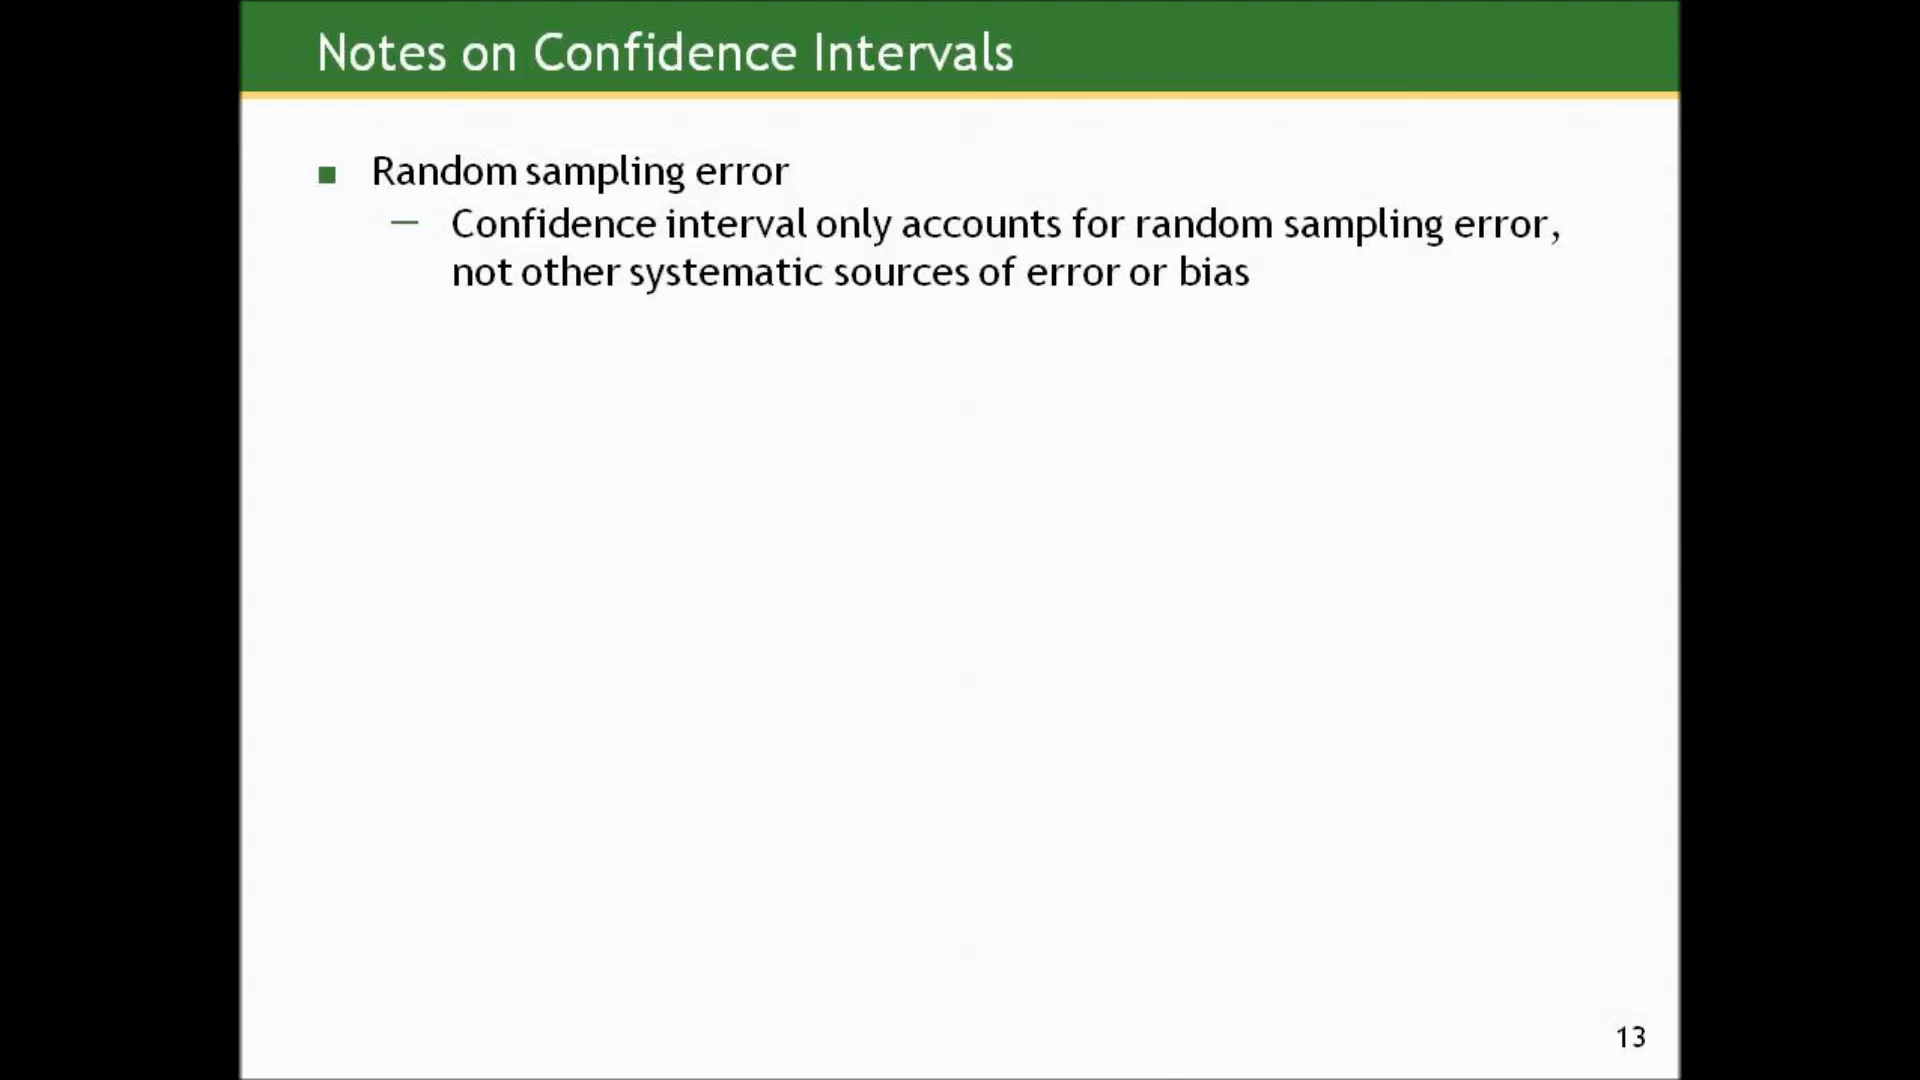 Notes on Confidence Intervals
Random sampling error
— Confidence interval only accounts for random sampling error,
not other systematic sources of error or bias
13